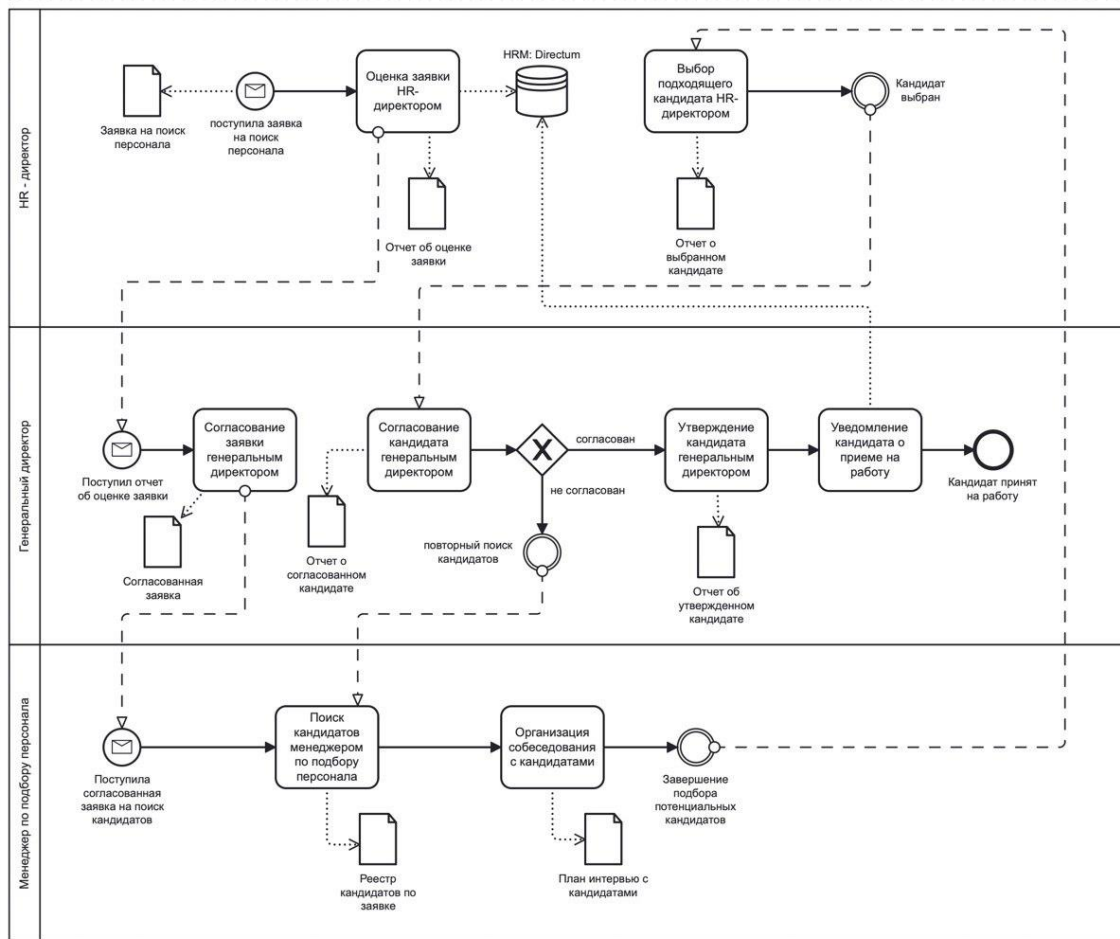 HR - директор
Заявка на поиск
персонала
поступила заявка
на поиск
персонала
Оценка заявки
HR-
директором
Отчет об оценке
заявки
HRM: Directum
Выбор
подходящего
кандидата HR-
директором
Отчет о
выбранном
кандидате
Кандидат
выбран
Генеральный директор
Поступил отчет
об оценке заявки
Согласование
заявки
генеральным
директором
Согласованная
заявка
Согласование
кандидата
генеральным
директором
Отчет о
согласованном
кандидате
X
согласован
не согласован
повторный поиск
кандидатов
Утверждение
кандидата
генеральным
директором
Отчет об
утвержденном
кандидате
Уведомление
кандидата о
приеме на
работу
Кандидат принят
на работу
Менеджер по подбору персонала
Поступила
согласованная
заявка на поиск
кандидатов
Поиск
кандидатов
менеджером
по подбору
персонала
Реестр
кандидатов по
заявке
Организация
собеседования
с кандидатами
План интервью с
кандидатами
Завершение
подбора
потенциальных
кандидатов